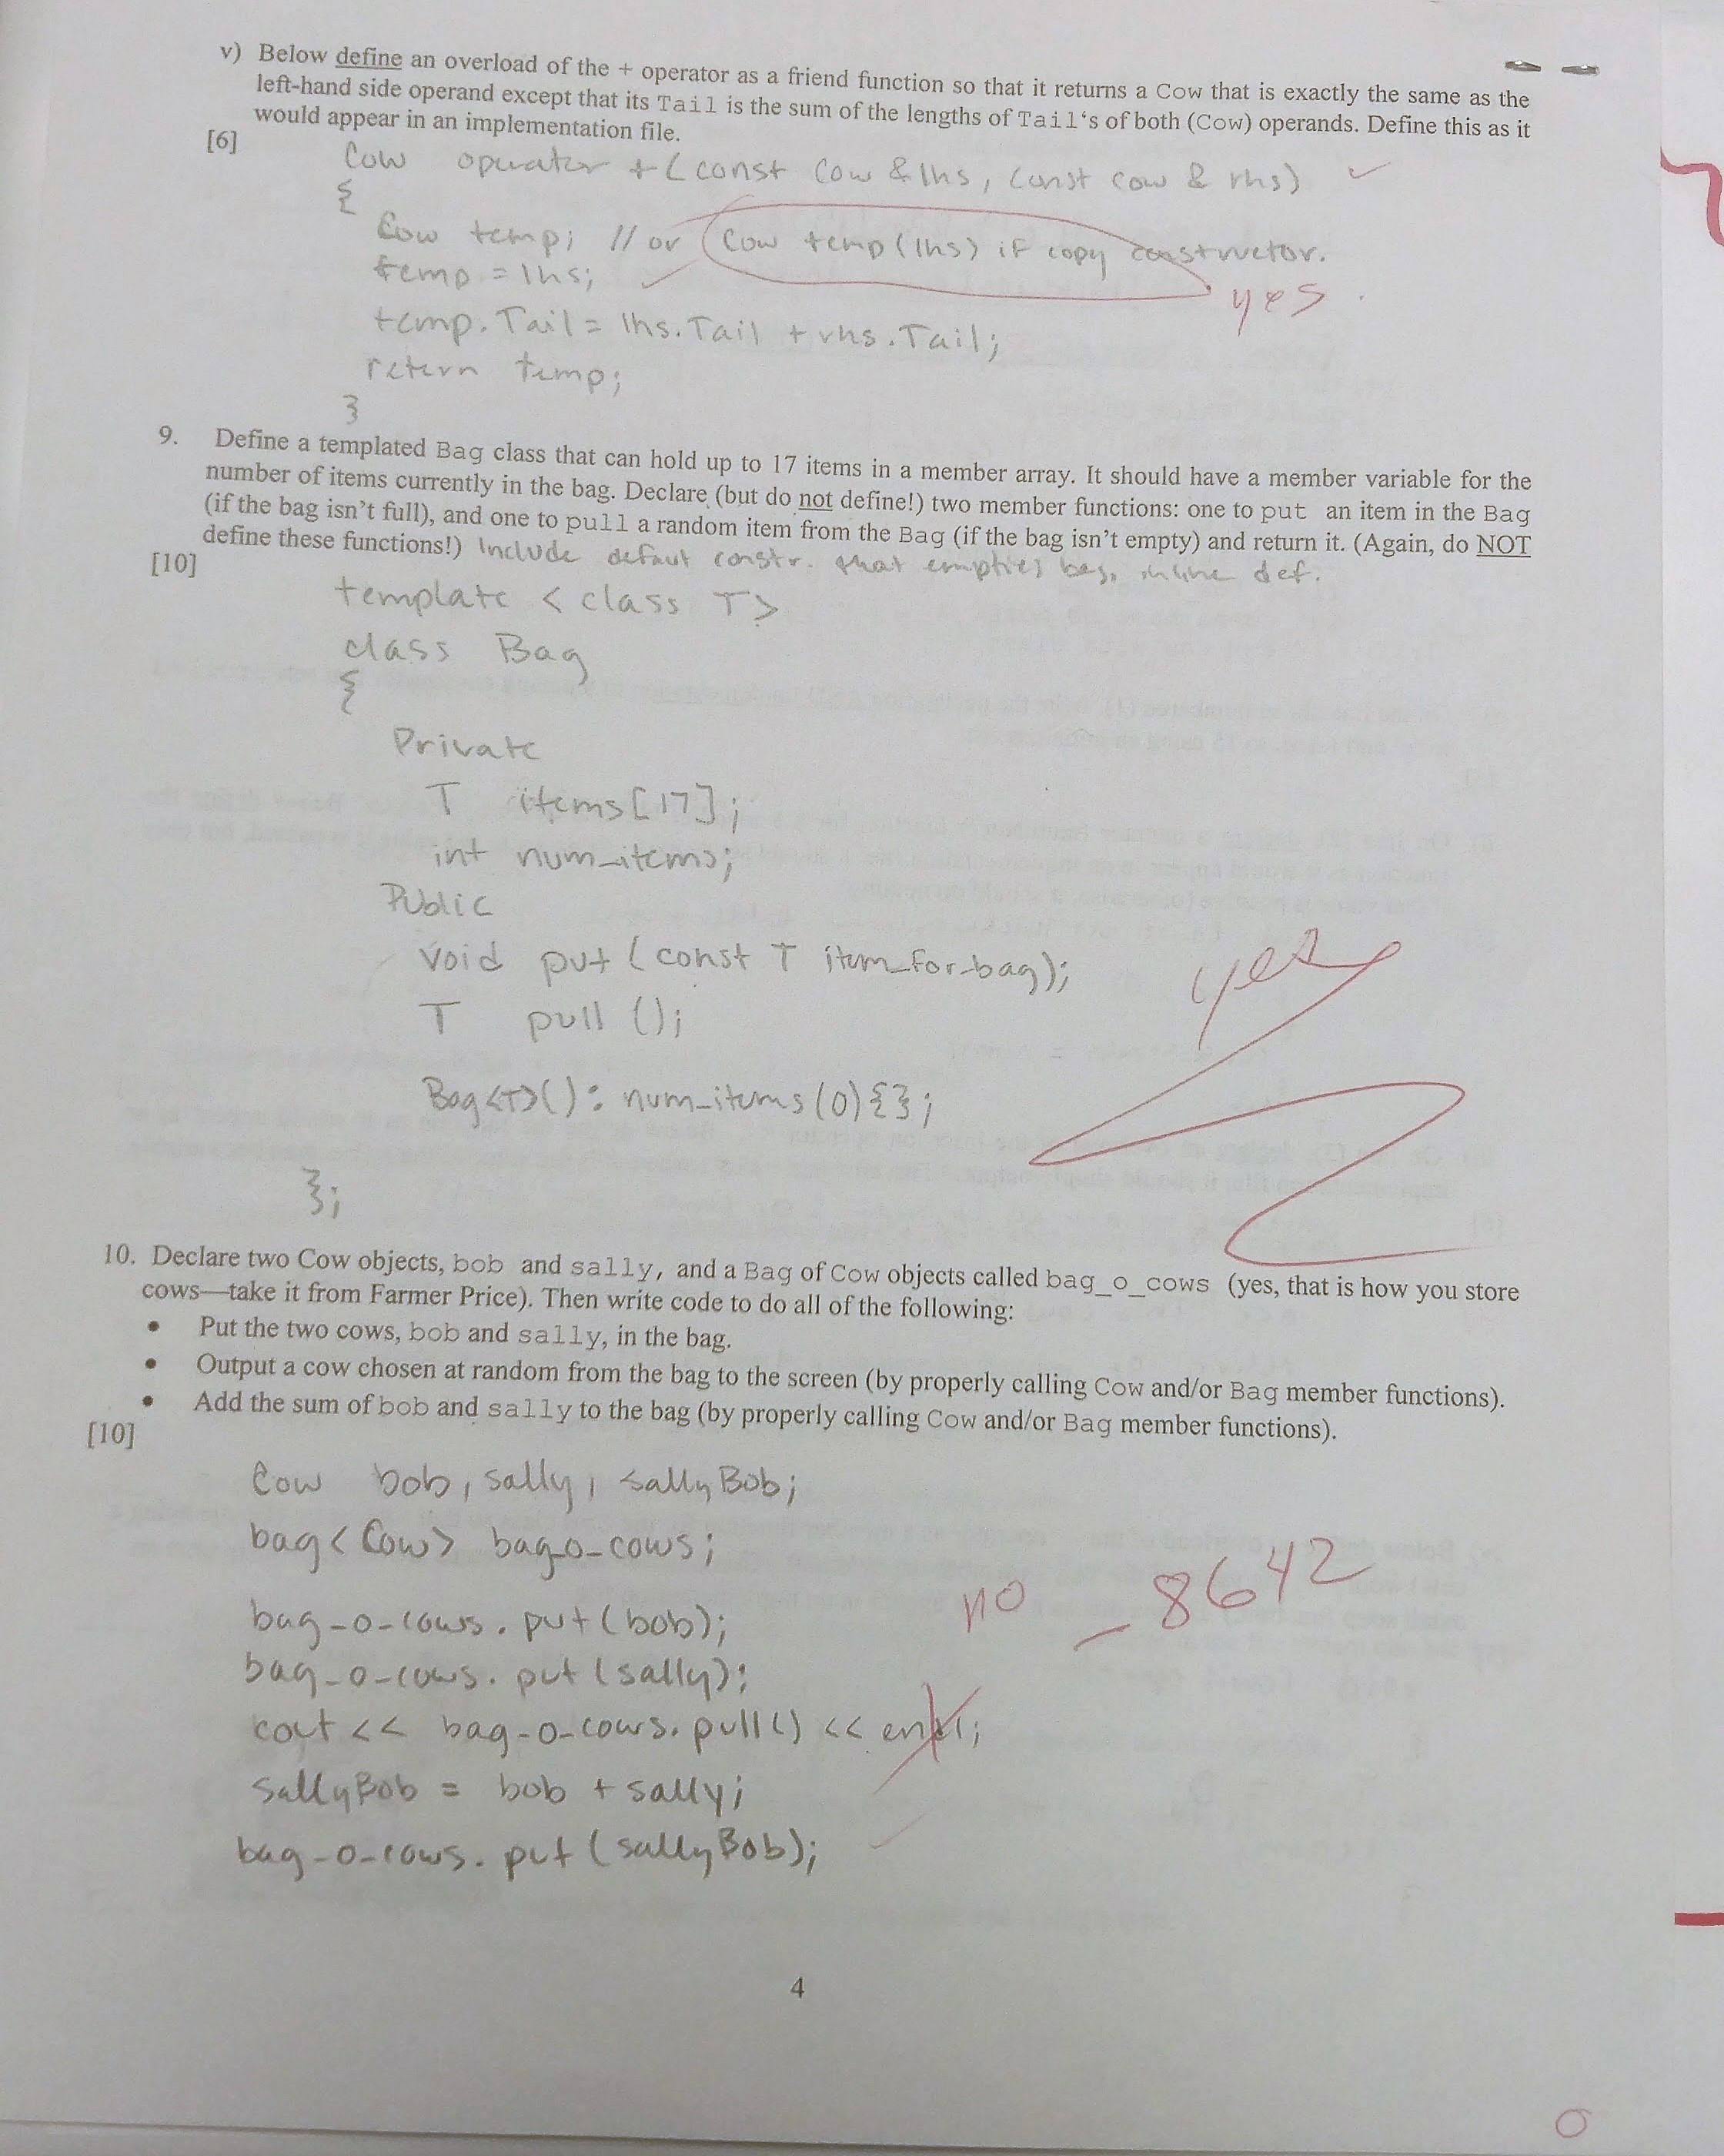 v) Below define an overload of the + operator as a friend function so that it returns a Cow that is exactly the same as the
left-hand side operand except that its Tail is the sum of the lengths of Tail‘s of both (Cow) operands. Define this as it
would appear in an implementation file.
[6]
Cow operator +(const Cow &lhs, const cow & rhs)
{
Cow temp; // or Cow temp(lhs) if copy constructor.
temp = lhs;
yes
temp.Tail = lhs.Tail + rhs.Tail;
return temp;
}
9. Define a templated Bag class that can hold up to 17 items in a member array. It should have a member variable for the
number of items currently in the bag. Declare (but do not define!) two member functions: one to put an item in the Bag
(if the bag isn’t full), and one to pull a random item from the Bag (if the bag isn’t empty) and return it. (Again, do NOT
define these functions!) Include defaut constr. that empties bag, inline def.
[10]
template < class T>
class Bag
{
Private
T items[17];
int num_items;
Public
void put (const T item_for_bag);
yes
T pull ();
Bag<T>(): num_items(0){};
};
10. Declare two Cow objects, bob and sally, and a Bag of Cow objects called bag_o_cows (yes, that is how you store
cows—take it from Farmer Price). Then write code to do all of the following:
• Put the two cows, bob and sally, in the bag.
• Output a cow chosen at random from the bag to the screen (by properly calling Cow and/or Bag member functions).
• Add the sum of bob and sally to the bag (by properly calling Cow and/or Bag member functions).
[10]
Cow bob, sally, sallyBob;
bag<Cow> bag_o_cows;
no _ 8642
bag_o_cows.put(bob);
bag_o_cows.put(sally);
cout << bag_o_cows.pull() << endl;
sallyBob = bob + sally;
bag_o_cows.put(sallyBob);
4